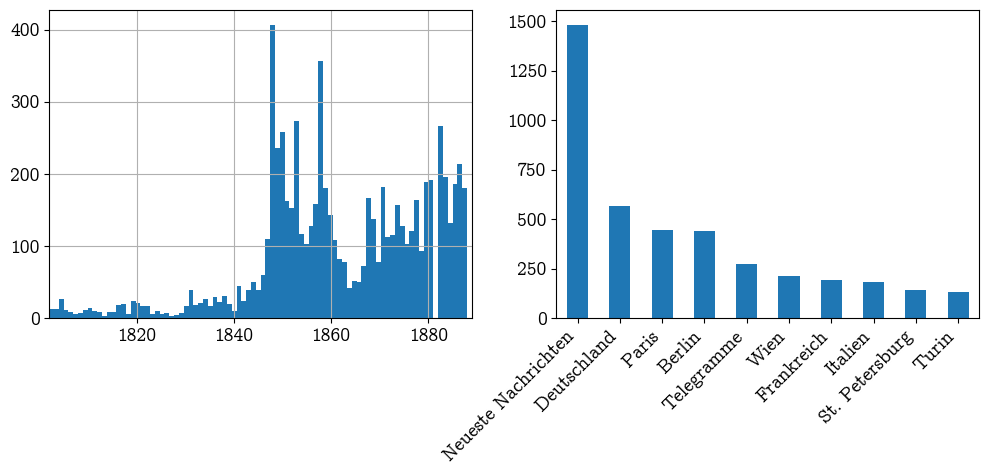 400
300
200
100
0
1820
1840
1860
1880
1500
1250
1000
750
500
250
0
Neueste Nachrichten
Deutschland
Paris
Berlin
Telegramme
Wien
Frankreich
Italien
St. Petersburg
Turin